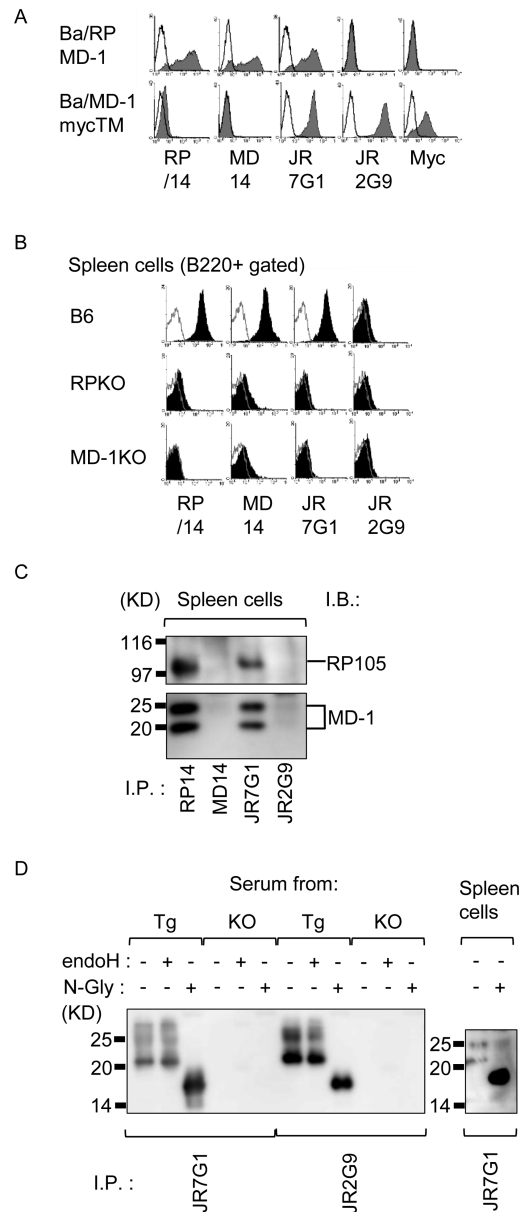 A
Ba/RP
MD-1
Ba/MD-1
mycTM
RP
/14
MD
14
JR
7G1
JR
2G9
Myc
B
Spleen cells (B220+ gated)
B6
RPKO
MD-1KO
RP
/14
MD
14
JR
7G1
JR
2G9
C
(KD) Spleen cells I.B.:
116
97
RP105
25
20
MD-1
I.P. : RP14 MD14 JR7G1 JR2G9
D
Serum from:
Spleen
cells
Tg KO Tg KO
endoH : - + - - + - - + - - + - - -
N-Gly : - - + - - + - - + - - + - +
(KD)
25
20
14
25
20
14
I.P. : JR7G1 JR2G9 JR7G1